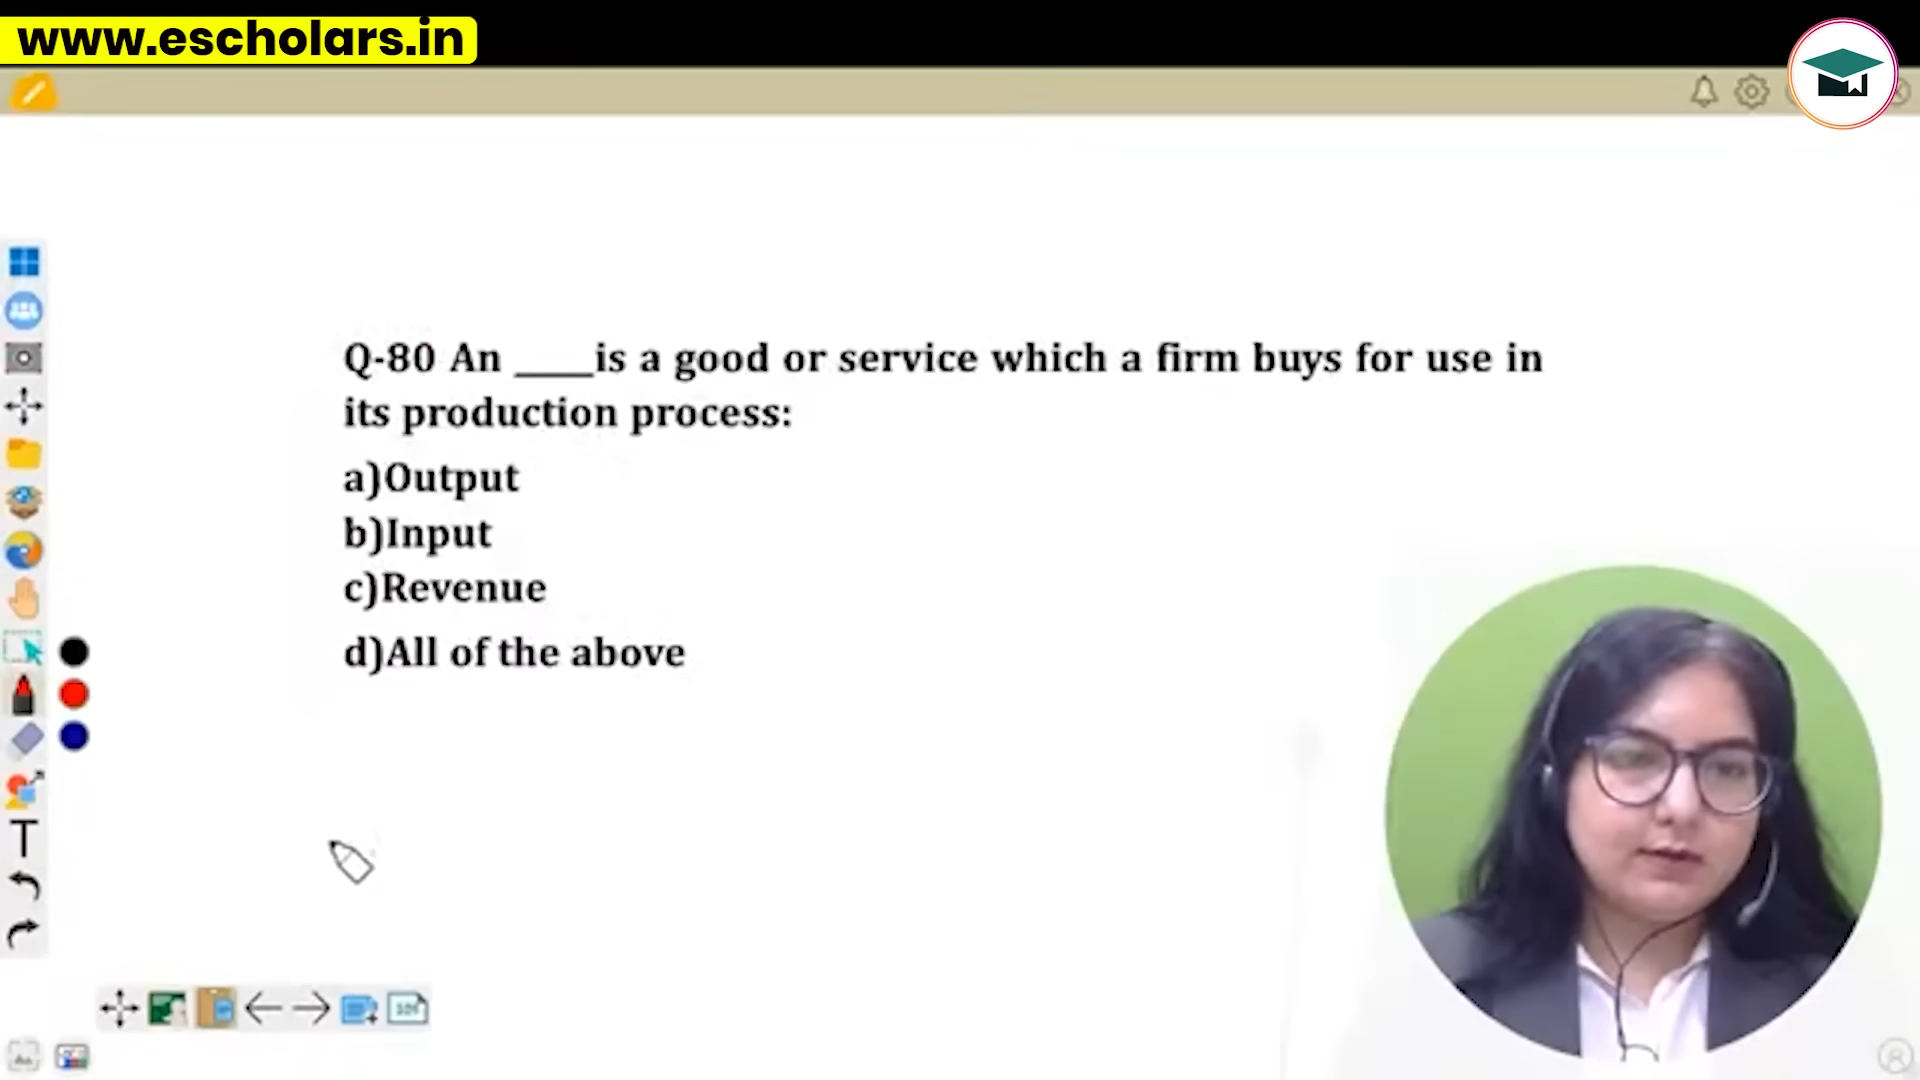 www.escholars.in
Q-80 An ____is a good or service which a firm buys for use in
its production process:
a)Output
b)Input
c)Revenue
d)All of the above
T